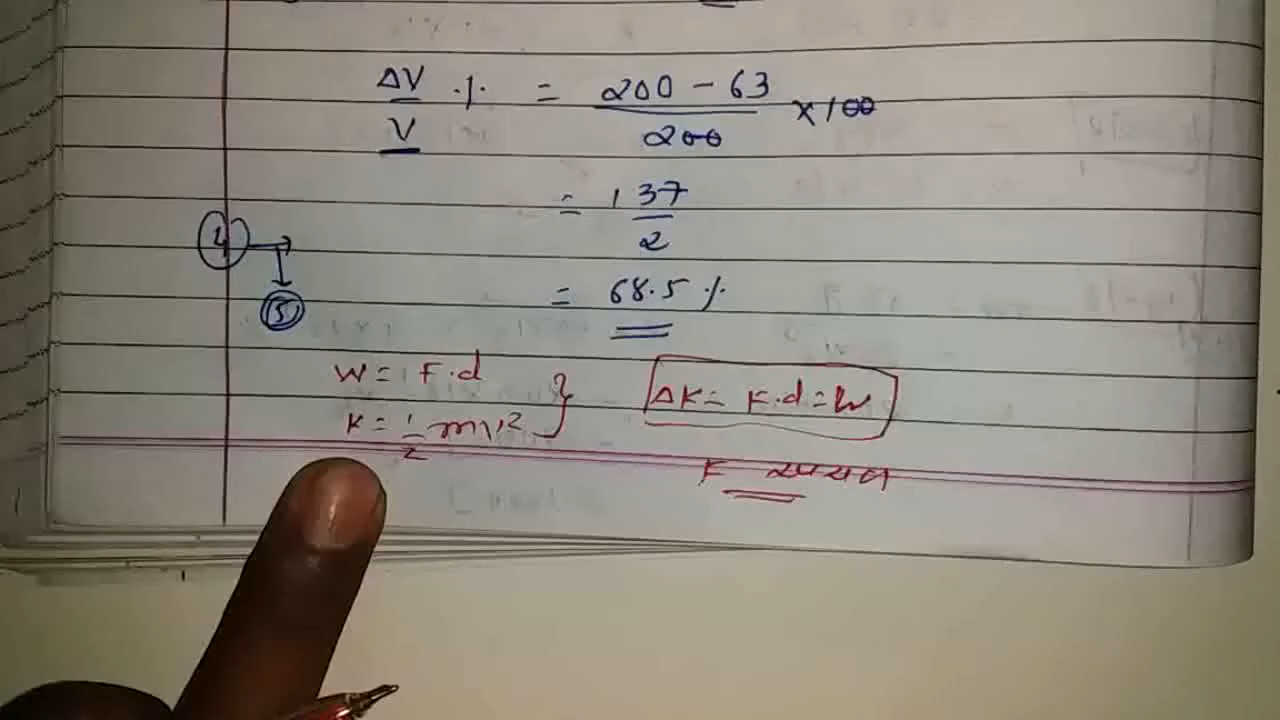 ΔV/V % = (200 - 63)/200 × 100
= 137/2
4 →
5
= 68.5 %
W = F.d
K = 1/2 mv² } ΔK = F.d = W
F